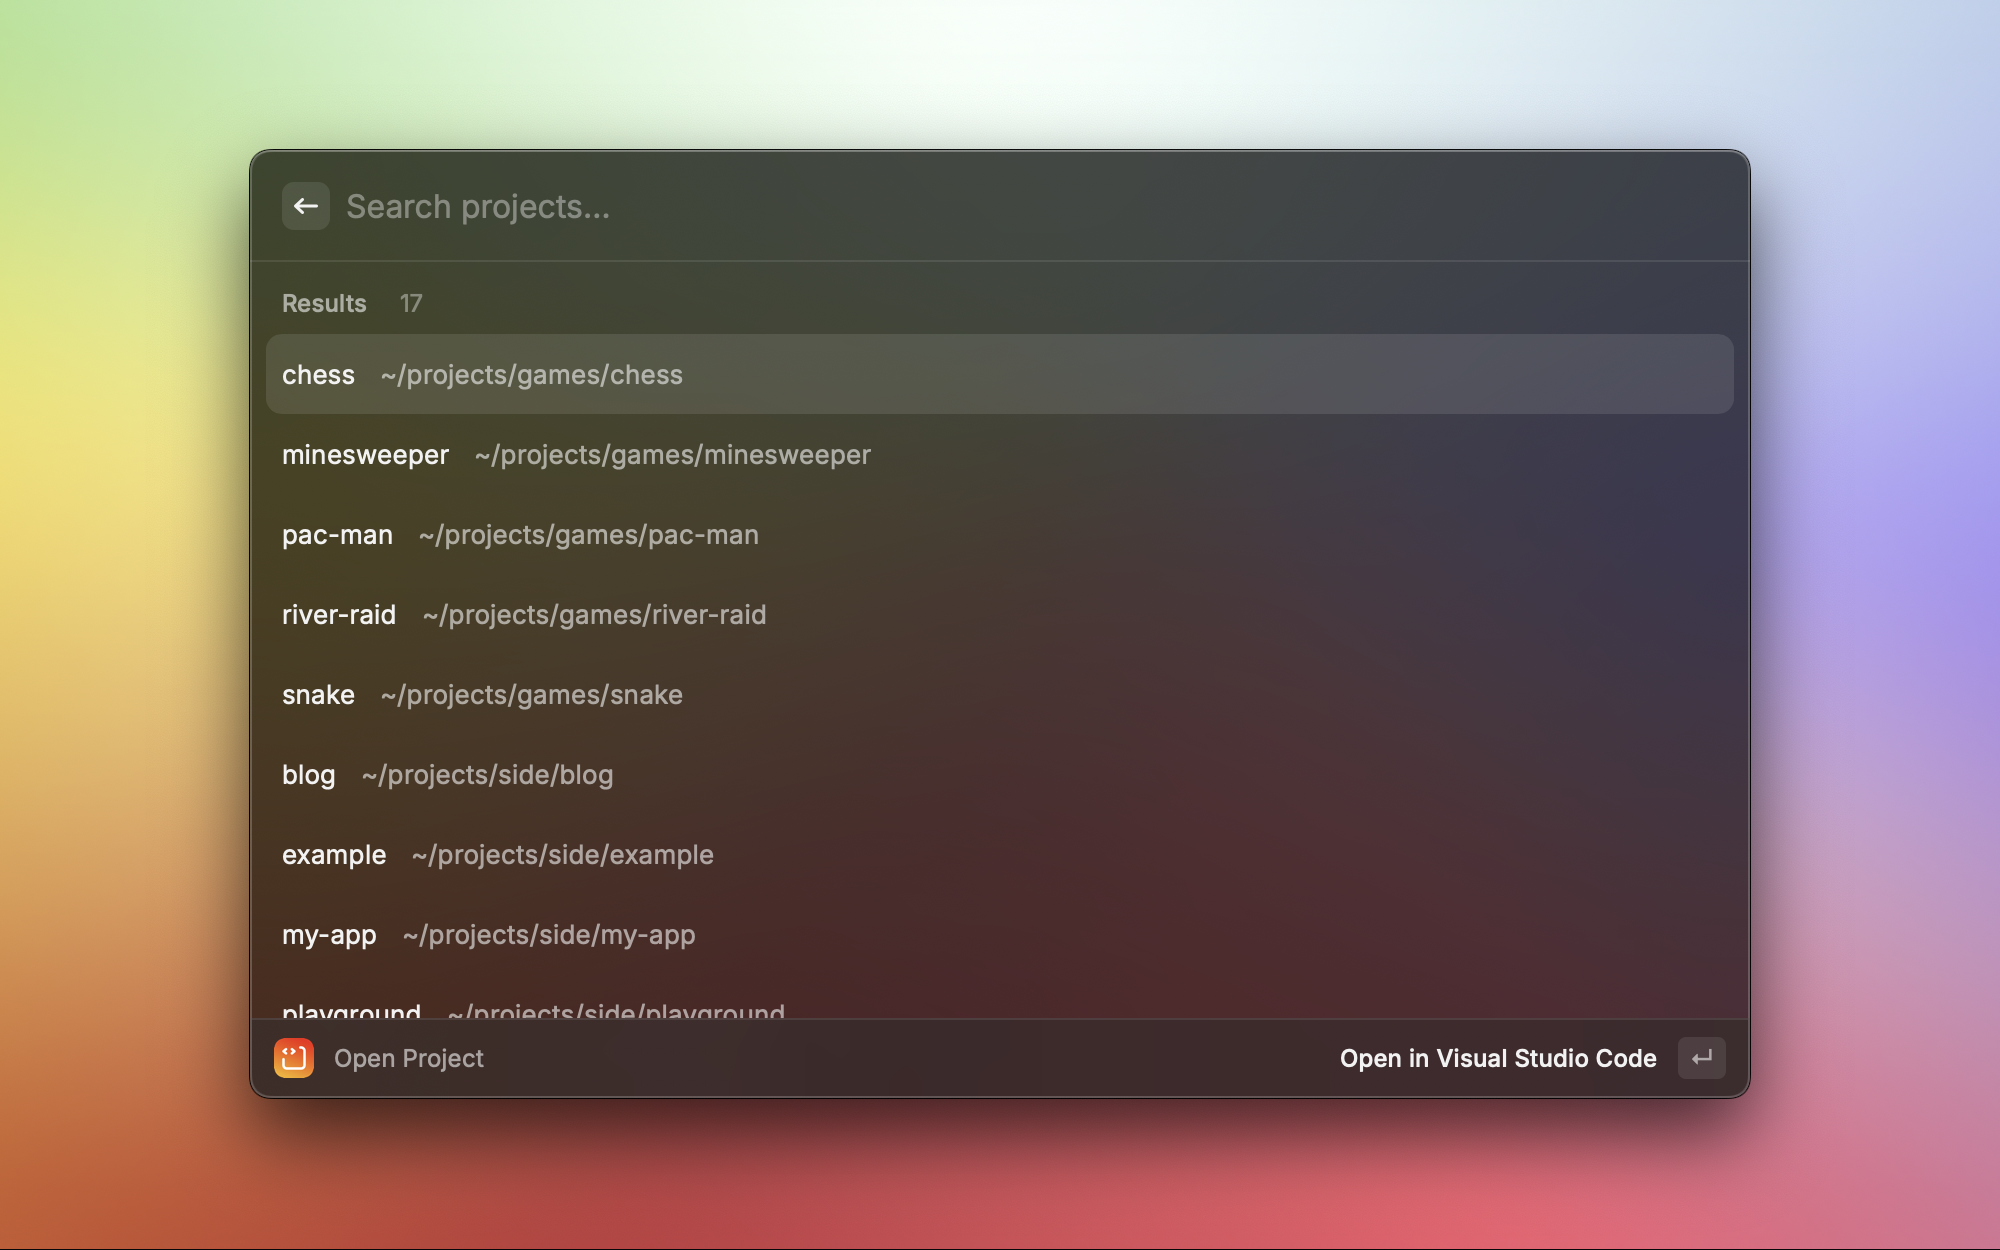 Search projects...
Results 17
chess ~/projects/games/chess
minesweeper ~/projects/games/minesweeper
pac-man ~/projects/games/pac-man
river-raid ~/projects/games/river-raid
snake ~/projects/games/snake
blog ~/projects/side/blog
example ~/projects/side/example
my-app ~/projects/side/my-app
playground ~/projects/side/playground
Open Project Open in Visual Studio Code